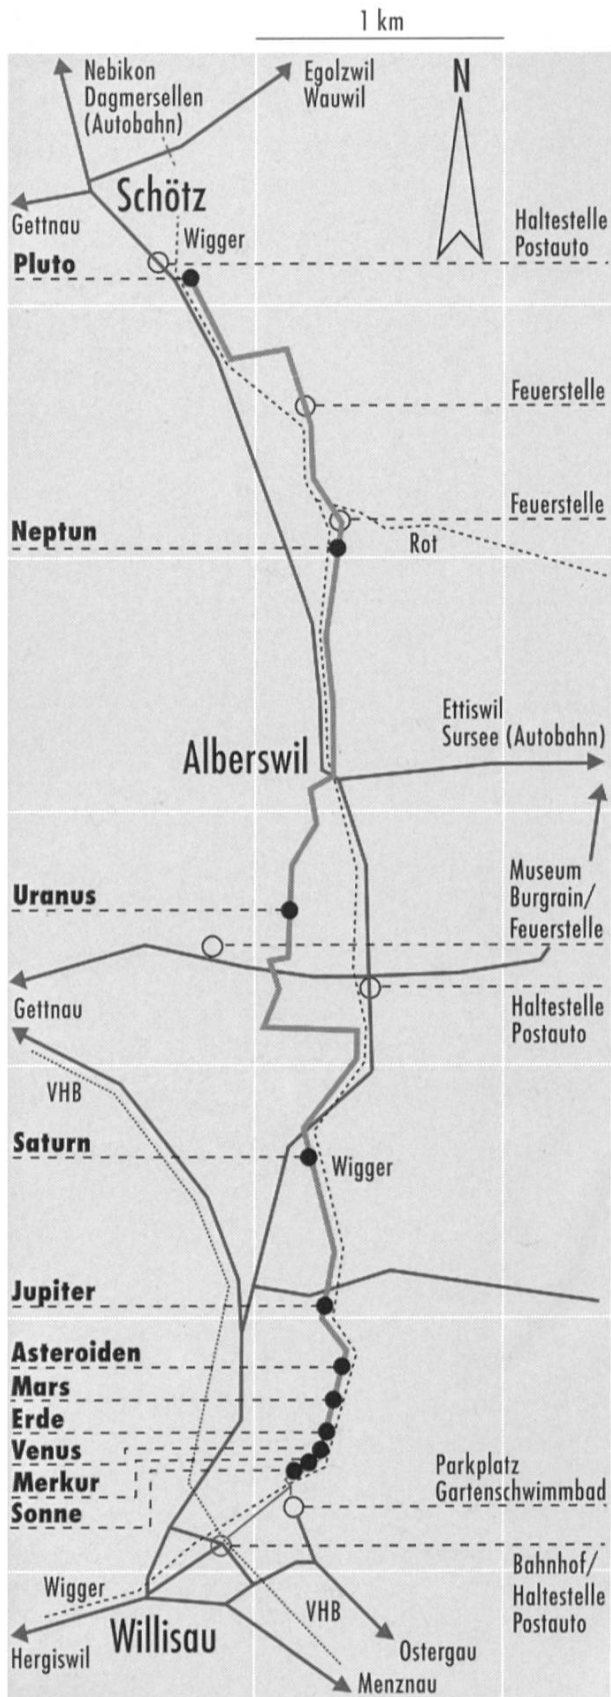 1 km
Nebikon
Dagmersellen
(Autobahn)
Egolzwil
Wauwil
N
Schötz
Gettnau
Wigger
Haltestelle
Postauto
Pluto
Feuerstelle
Feuerstelle
Neptun
Rot
Ettiswil
Sursee (Autobahn)
Alberswil
Museum
Burgrain/
Feuerstelle
Uranus
Gettnau
Haltestelle
Postauto
VHB
Saturn
Wigger
Jupiter
Asteroiden
Mars
Erde
Venus
Merkur
Sonne
Parkplatz
Gartenschwimmbad
Bahnhof/
Haltestelle
Postauto
Wigger
VHB
Willisau
Hergiswil
Ostergau
Menznau